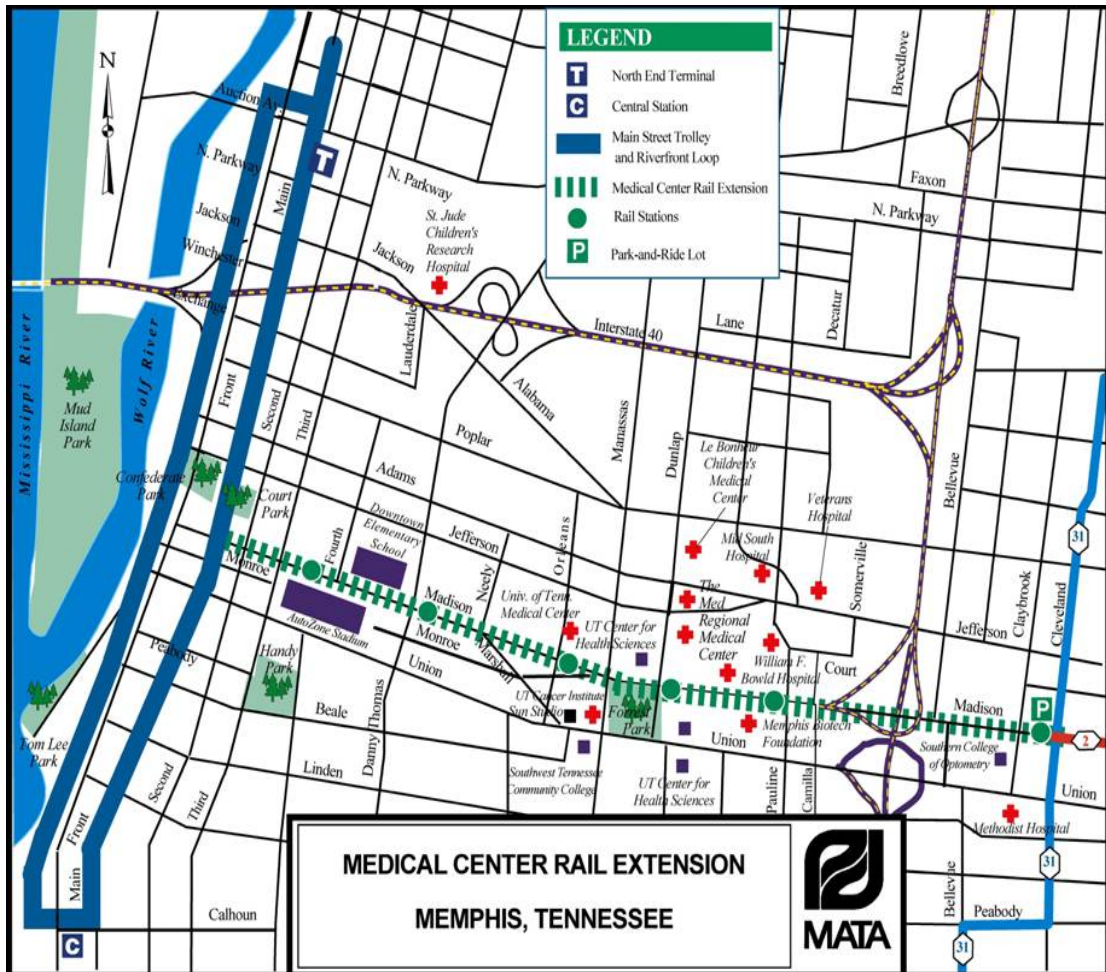 LEGEND
T
North End Terminal
C
Central Station
Main Street Trolley
and Riverfront Loop
Medical Center Rail Extension
Rail Stations
P
Park-and-Ride Lot
N
Auction Av.
N. Parkway
Main
T
N. Parkway
Jackson
Winchester
Exchange
St. Jude
Children's
Research
Hospital
Jackson
Lauderdale
Interstate 40
Breedlove
Faxon
N. Parkway
Lane
Decatur
Mississippi River
Wolf River
Mud
Island
Park
Front
Second
Third
Alabama
Poplar
Manassas
Dunlap
Bellevue
Confederate
Park
Court
Park
Adams
Jefferson
Le Bonheur
Children's
Medical
Center
Veterans
Hospital
Mid South
Hospital
Downtown
Elementary
School
Fourth
Monroe
AutoZone Stadium
Neely
Orleans
Madison
Monroe
Union
Marshall
Univ. of Tenn.
Medical Center
UT Center for
Health Sciences
The
Med
Regional
Medical
Center
William F.
Bowld Hospital
Somerville
Court
Jefferson
Claybrook
Cleveland
31
Peabody
Handy
Park
Beale
Linden
Danny Thomas
UT Cancer Institute
Sun Studio
Forrest
Park
Southwest Tennessee
Community College
UT Center for
Health Sciences
Union
Memphis Biotech
Foundation
Pauline
Camilla
Madison
P
2
Southern College
of Optometry
Union
Methodist Hospital
Tom Lee
Park
Front
Second
Third
Main
Calhoun
C
Bellevue
31
Peabody
31
MEDICAL CENTER RAIL EXTENSION
MEMPHIS, TENNESSEE
MATA